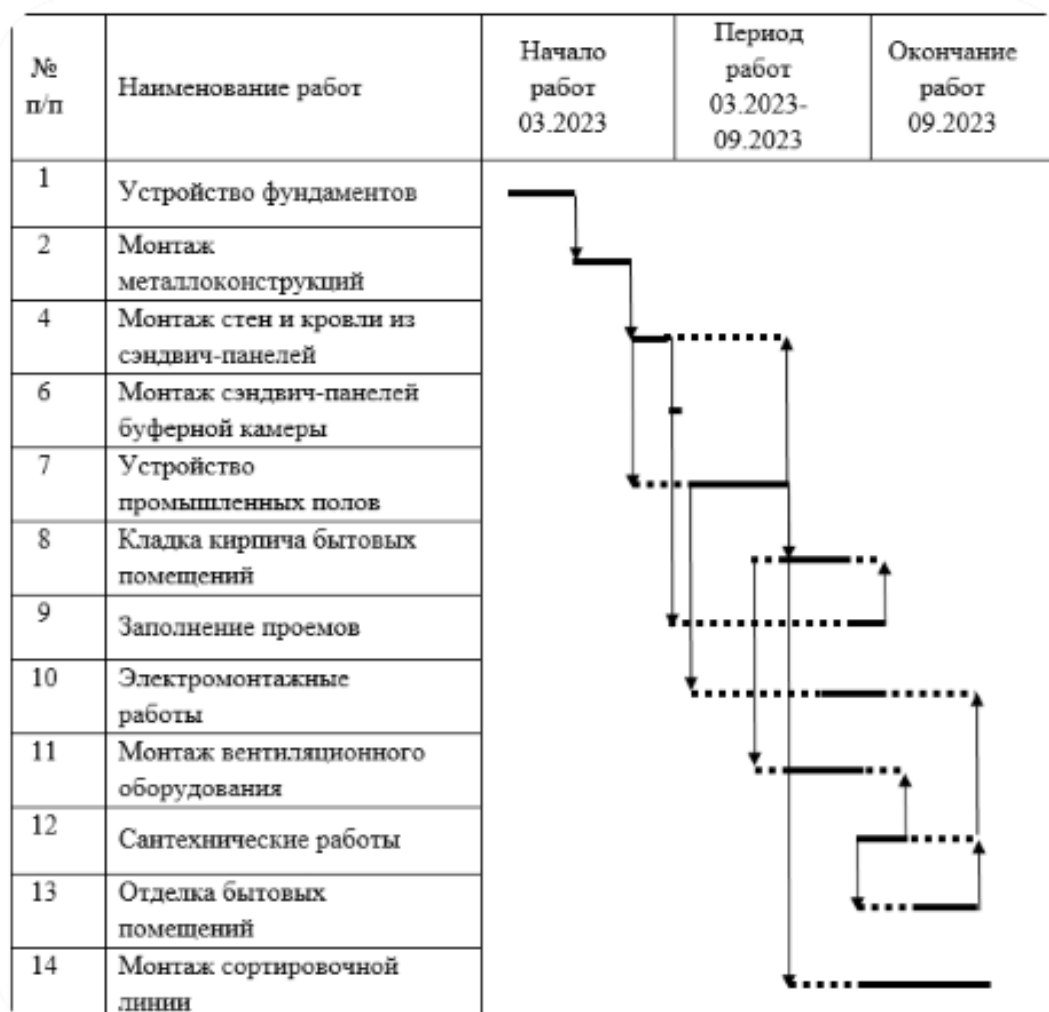 №
п/п
Наименование работ
Начало
работ
03.2023
Период
работ
03.2023-
09.2023
Окончание
работ
09.2023
1
Устройство фундаментов
2
Монтаж
металлоконструкций
4
Монтаж стен и кровли из
сэндвич-панелей
6
Монтаж сэндвич-панелей
буферной камеры
7
Устройство
промышленных полов
8
Кладка кирпича бытовых
помещений
9
Заполнение проемов
10
Электромонтажные
работы
11
Монтаж вентиляционного
оборудования
12
Сантехнические работы
13
Отделка бытовых
помещений
14
Монтаж сортировочной
линии